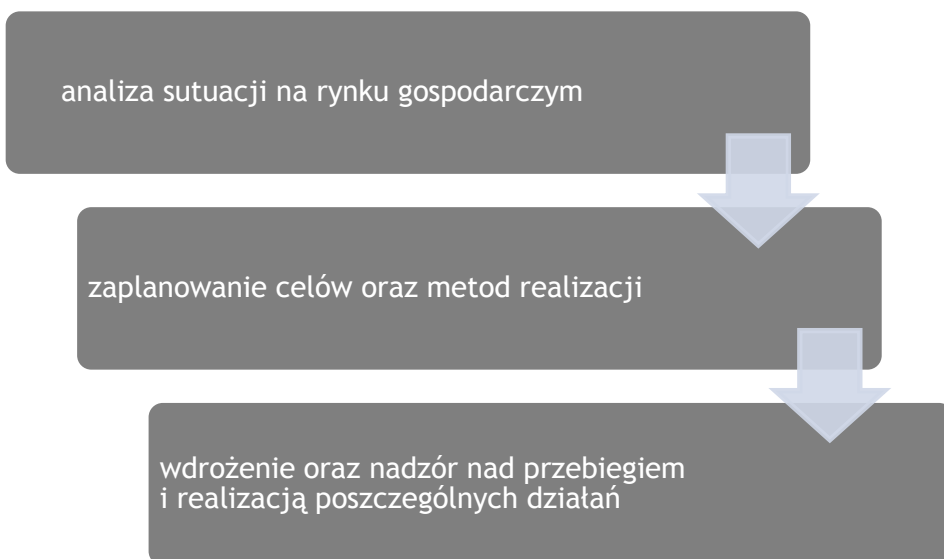 analiza sutuacji na rynku gospodarczym
zaplanowanie celów oraz metod realizacji
wdrożenie oraz nadzór nad przebiegiem
i realizacją poszczególnych działań